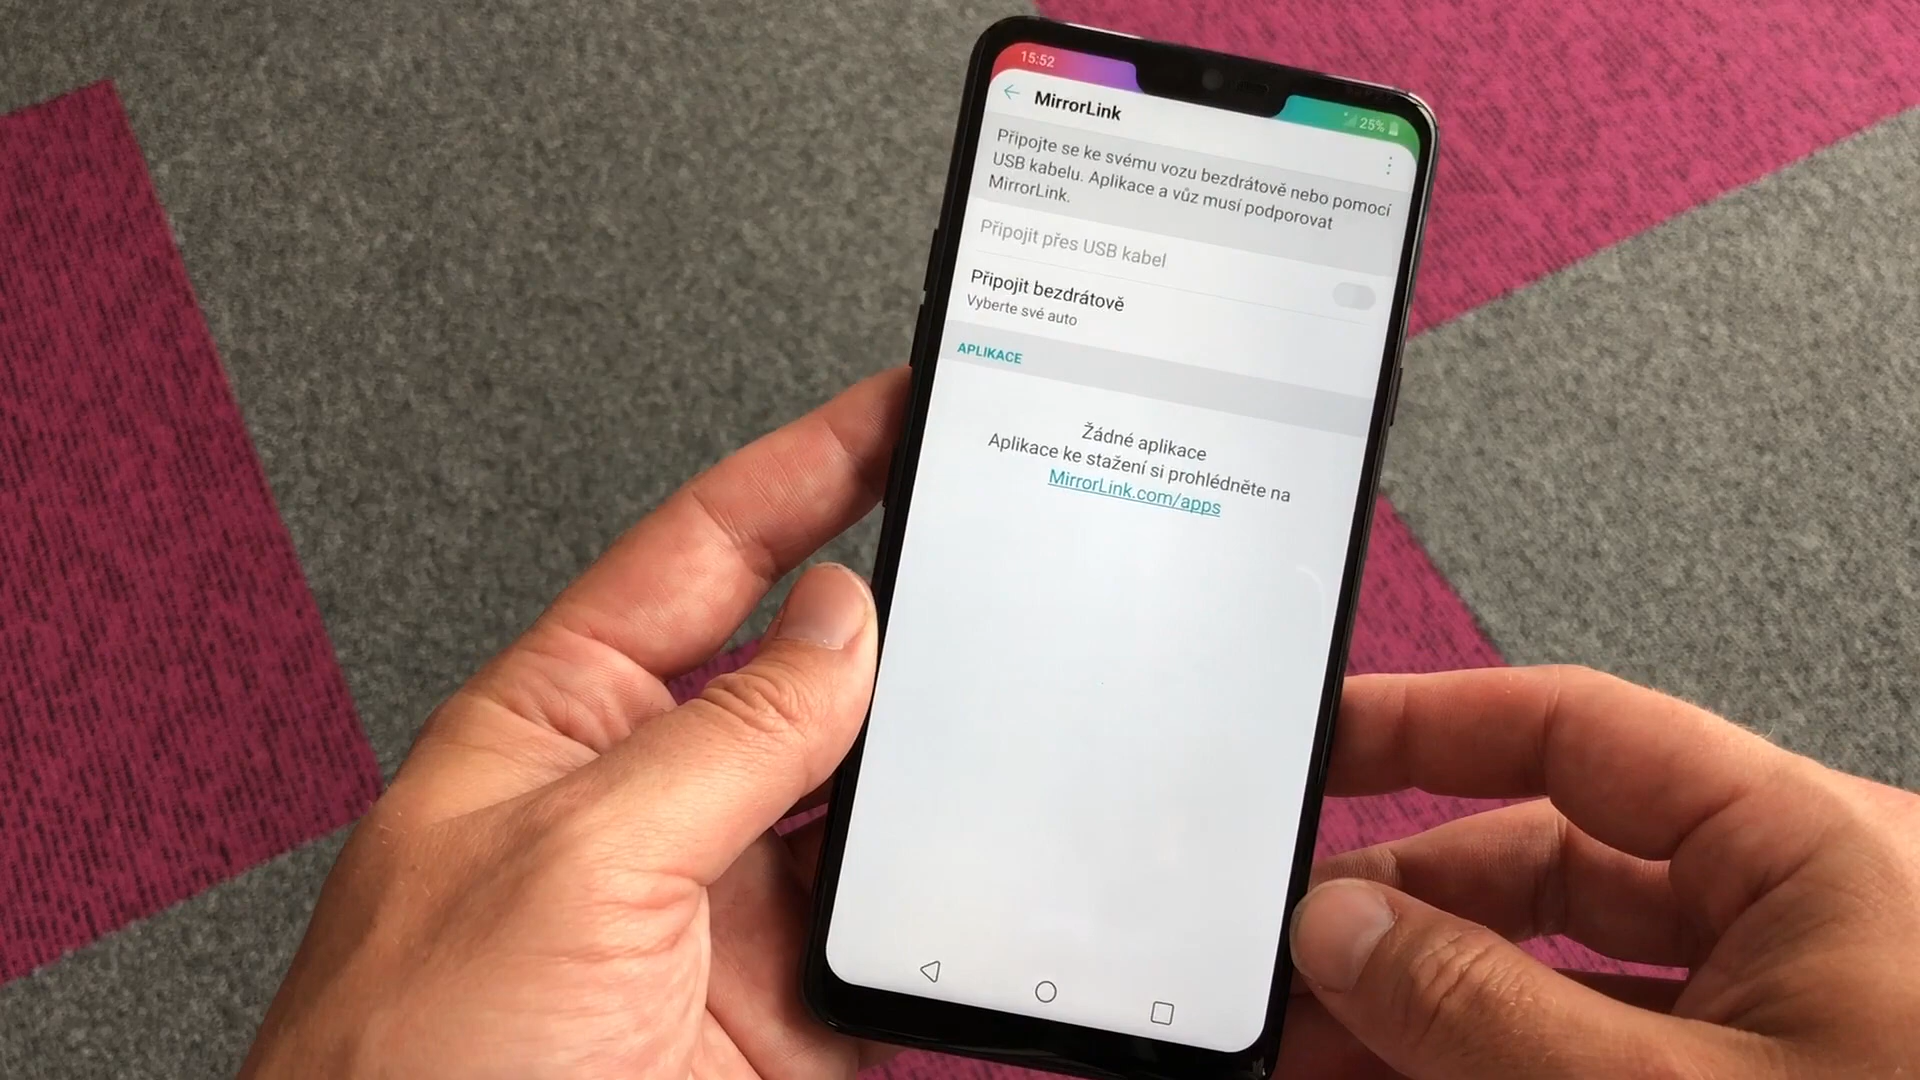 15:52
25%
MirrorLink
Připojte se ke svému vozu bezdrátově nebo pomocí
USB kabelu. Aplikace a vůz musí podporovat
MirrorLink.
Připojit přes USB kabel
Připojit bezdrátově
Vyberte své auto
APLIKACE
Žádné aplikace
Aplikace ke stažení si prohlédněte na
MirrorLink.com/apps